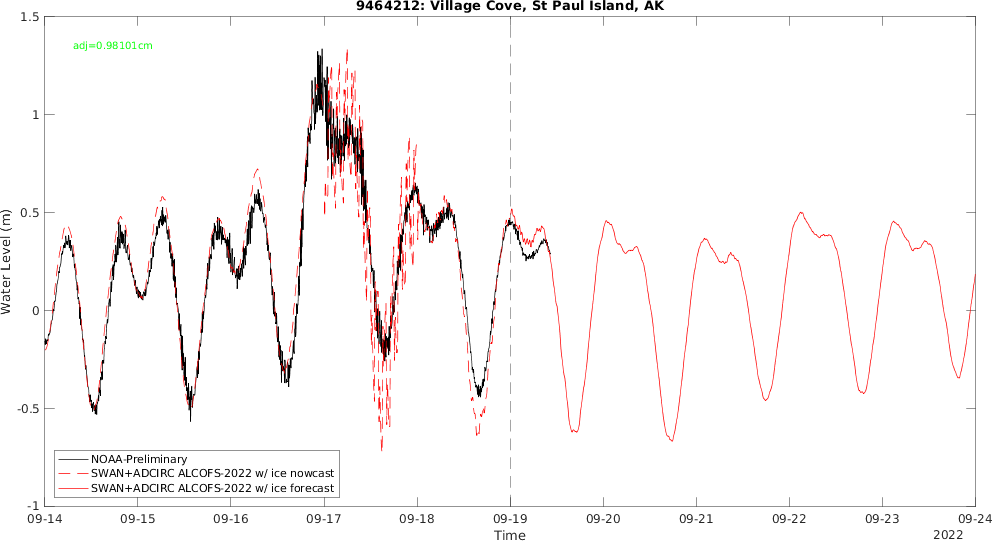 9464212: Village Cove, St Paul Island, AK
adj=0.98101cm
1.5
1
0.5
0
-0.5
-1
Water Level (m)
NOAA-Preliminary
SWAN+ADCIRC ALCOFS-2022 w/ ice nowcast
SWAN+ADCIRC ALCOFS-2022 w/ ice forecast
09-14 09-15 09-16 09-17 09-18 09-19 09-20 09-21 09-22 09-23 09-24
Time
2022